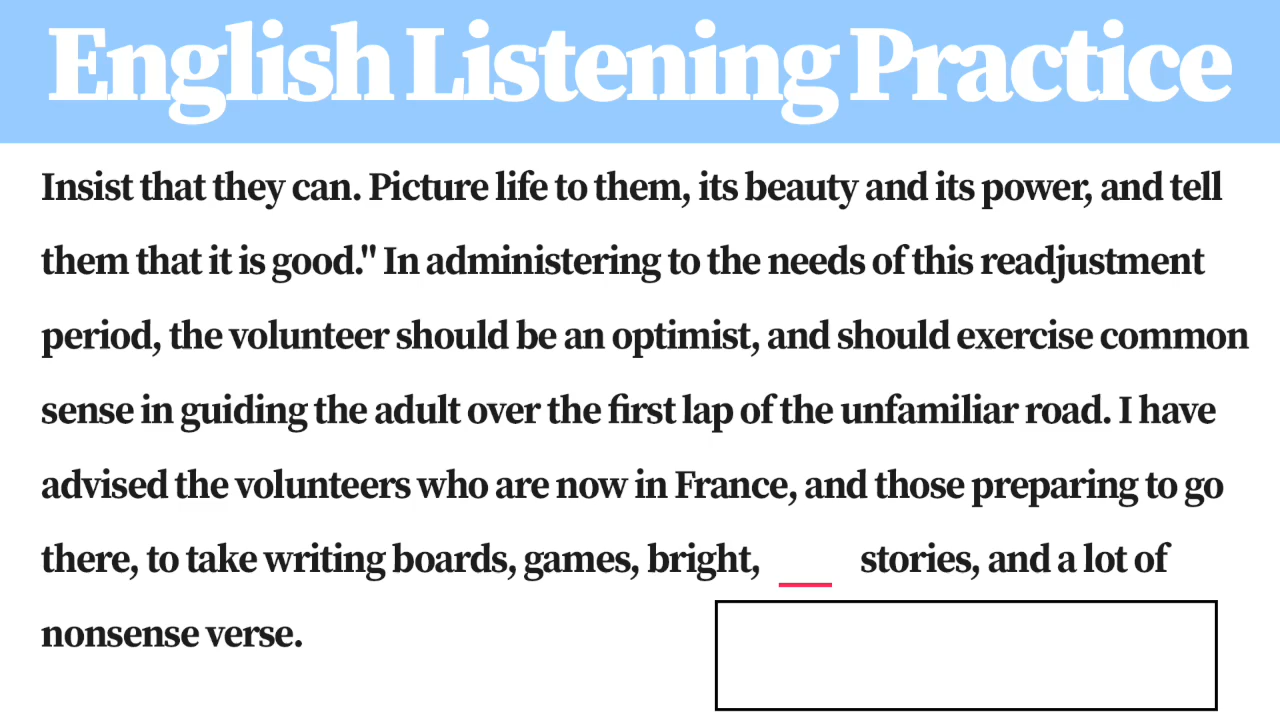 English Listening Practice
Insist that they can. Picture life to them, its beauty and its power, and tell
them that it is good." In administering to the needs of this readjustment
period, the volunteer should be an optimist, and should exercise common
sense in guiding the adult over the first lap of the unfamiliar road. I have
advised the volunteers who are now in France, and those preparing to go
there, to take writing boards, games, bright, __ stories, and a lot of
nonsense verse.